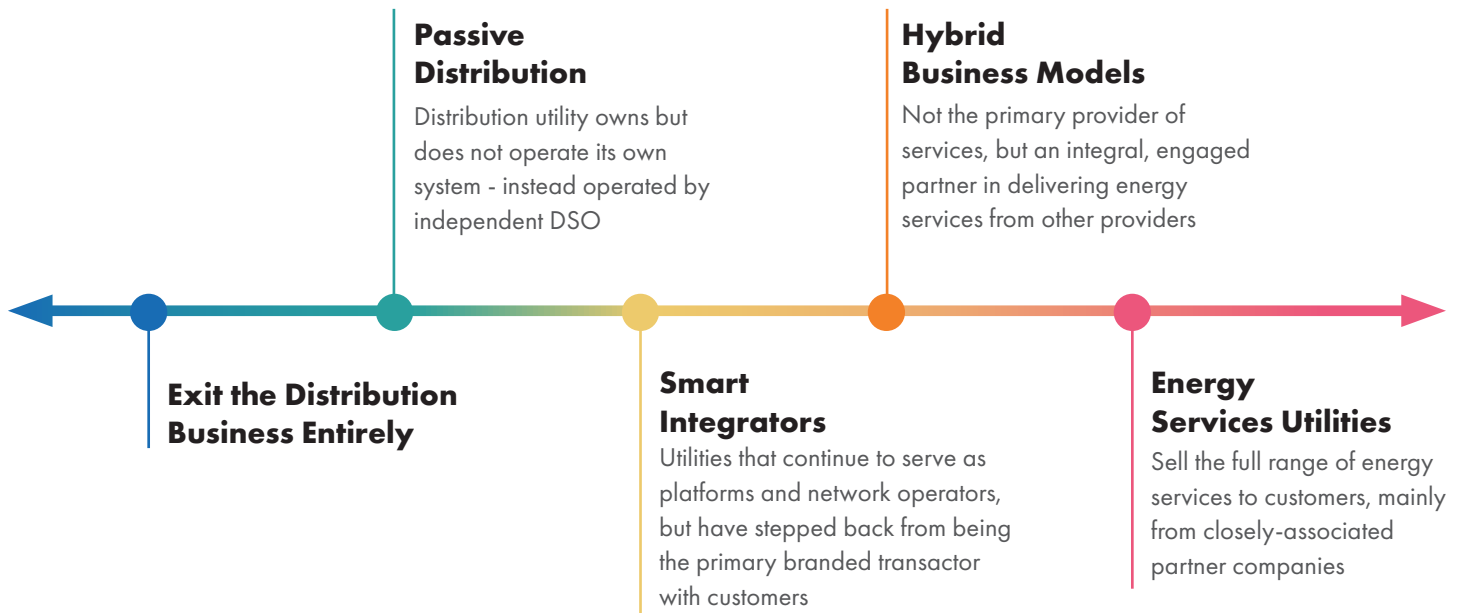 Passive
Distribution
Distribution utility owns but
does not operate its own
system - instead operated by
independent DSO
Hybrid
Business Models
Not the primary provider of
services, but an integral, engaged
partner in delivering energy
services from other providers
Exit the Distribution
Business Entirely
Smart
Integrators
Utilities that continue to serve as
platforms and network operators,
but have stepped back from being
the primary branded transactor
with customers
Energy
Services Utilities
Sell the full range of energy
services to customers, mainly
from closely-associated
partner companies